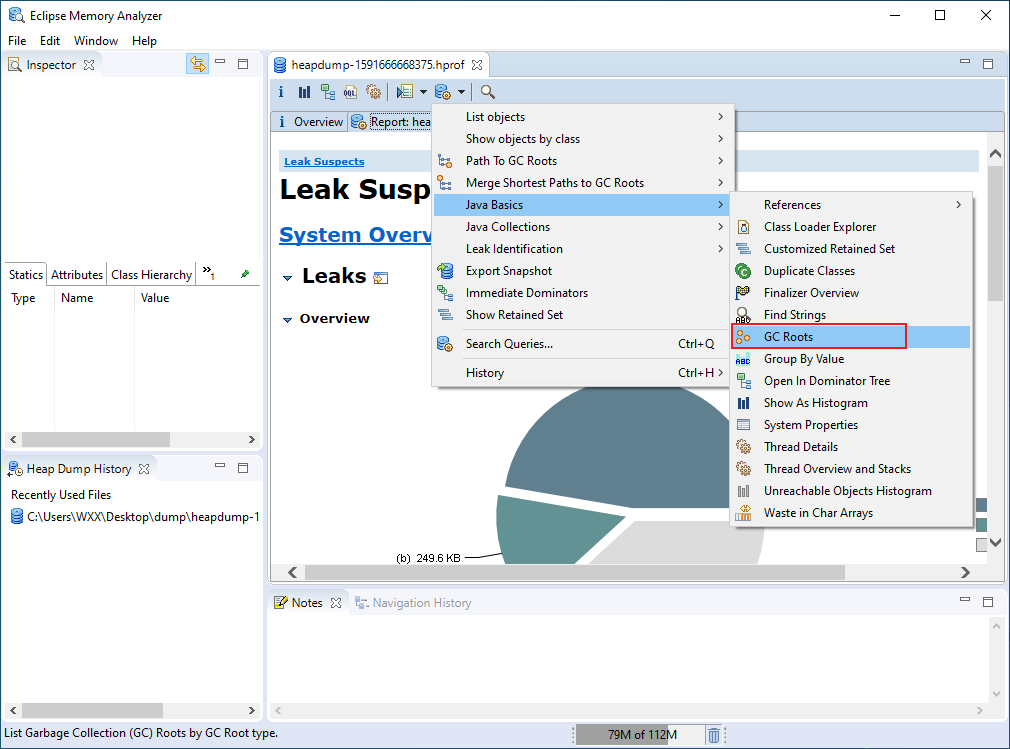 Eclipse Memory Analyzer
File Edit Window Help
Inspector
heapdump-1591666668375.hprof
i OQL
i Overview Report: hea
Leak Suspects
Leak Susp
System Overv
Leaks
Overview
(b) 249.6 KB
Statics Attributes Class Hierarchy »1
Type Name Value
List objects
Show objects by class
Path To GC Roots
Merge Shortest Paths to GC Roots
Java Basics
Java Collections
Leak Identification
Export Snapshot
Immediate Dominators
Show Retained Set
Search Queries... Ctrl+Q
History Ctrl+H
References
Class Loader Explorer
Customized Retained Set
Duplicate Classes
Finalizer Overview
Find Strings
GC Roots
Group By Value
Open In Dominator Tree
Show As Histogram
System Properties
Thread Details
Thread Overview and Stacks
Unreachable Objects Histogram
Waste in Char Arrays
Heap Dump History
Recently Used Files
C:\Users\WXX\Desktop\dump\heapdump-1
Notes Navigation History
List Garbage Collection (GC) Roots by GC Root type.
79M of 112M